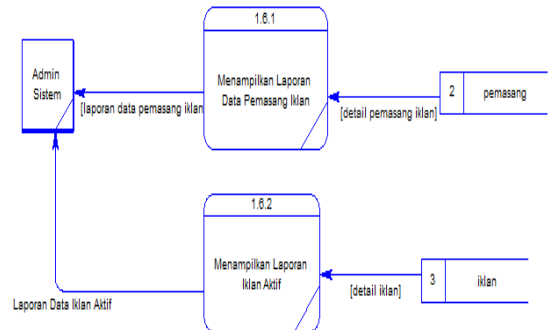 1.6.1
Admin
Sistem
Menampilkan Laporan
Data Pemasang Iklan
[laporan data pemasang iklan
2
pemasang
[detail pemasang iklan]
1.6.2
Menampilkan Laporan
Iklan Aktif
3
iklan
[detail iklan]
Laporan Data Iklan Aktif